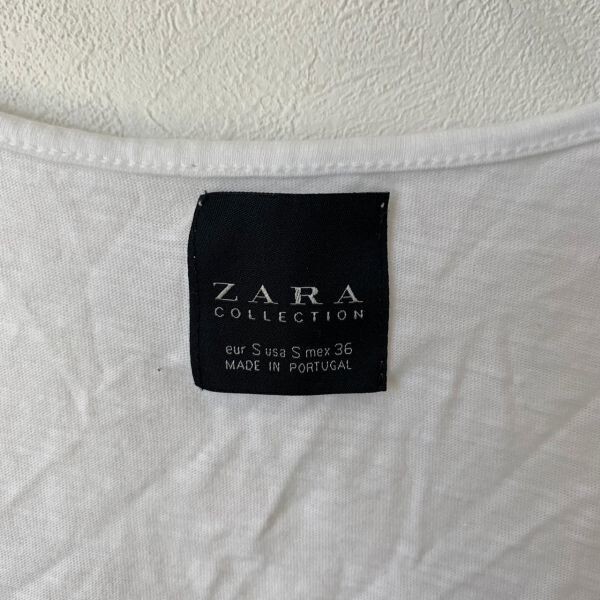 ZARA
COLLECTION
eur S usa S mex 36
MADE IN PORTUGAL